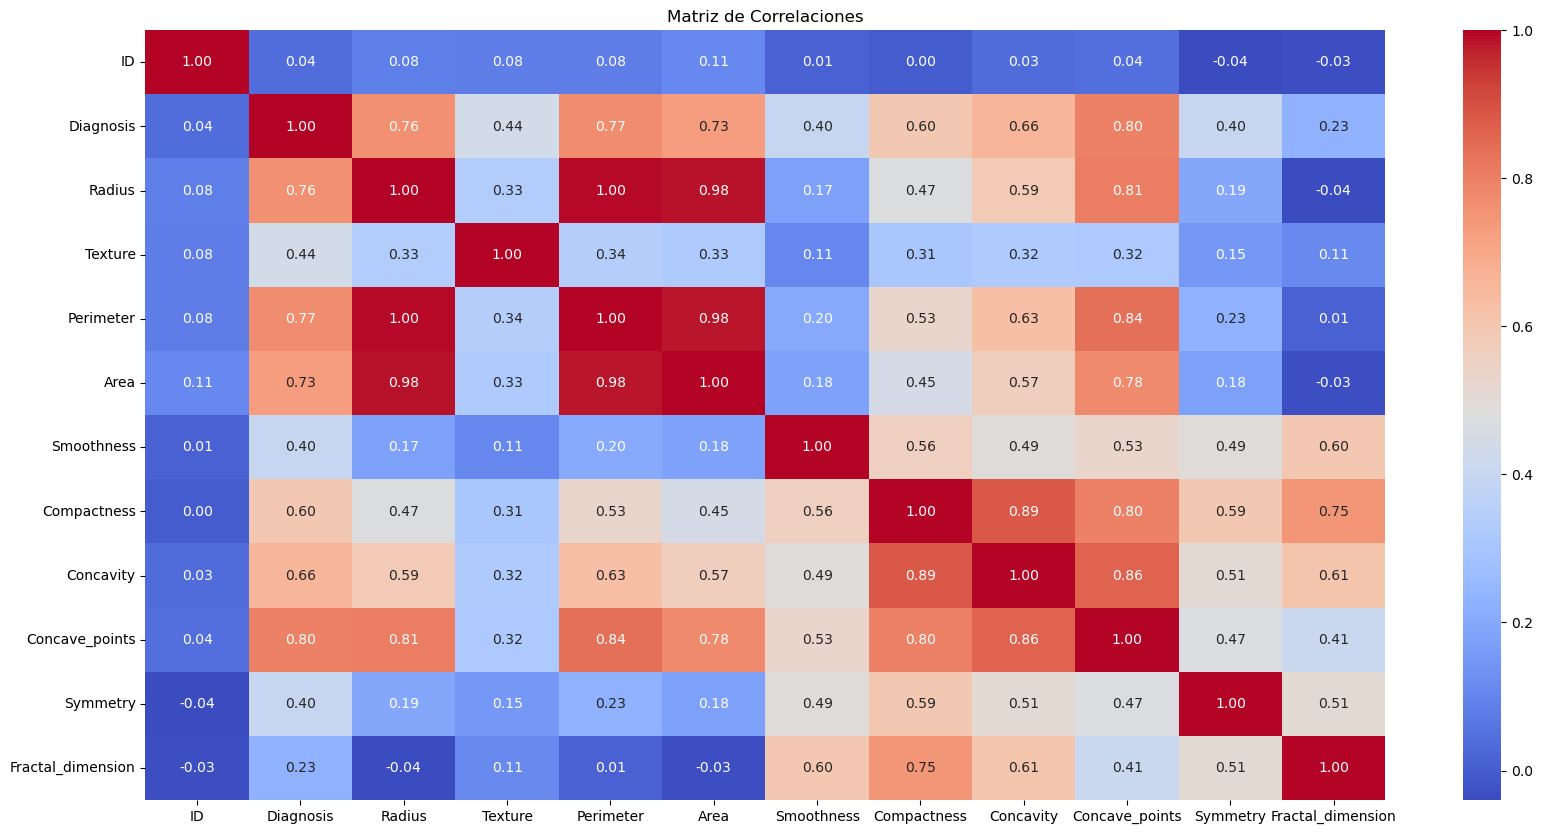 Matriz de Correlaciones
ID 1.00 0.04 0.08 0.08 0.08 0.11 0.01 0.00 0.03 0.04 -0.04 -0.03
Diagnosis 0.04 1.00 0.76 0.44 0.77 0.73 0.40 0.60 0.66 0.80 0.40 0.23
Radius 0.08 0.76 1.00 0.33 1.00 0.98 0.17 0.47 0.59 0.81 0.19 -0.04
Texture 0.08 0.44 0.33 1.00 0.34 0.33 0.11 0.31 0.32 0.32 0.15 0.11
Perimeter 0.08 0.77 1.00 0.34 1.00 0.98 0.20 0.53 0.63 0.84 0.23 0.01
Area 0.11 0.73 0.98 0.33 0.98 1.00 0.18 0.45 0.57 0.78 0.18 -0.03
Smoothness 0.01 0.40 0.17 0.11 0.20 0.18 1.00 0.56 0.49 0.53 0.49 0.60
Compactness 0.00 0.60 0.47 0.31 0.53 0.45 0.56 1.00 0.89 0.80 0.59 0.75
Concavity 0.03 0.66 0.59 0.32 0.63 0.57 0.49 0.89 1.00 0.86 0.51 0.61
Concave_points 0.04 0.80 0.81 0.32 0.84 0.78 0.53 0.80 0.86 1.00 0.47 0.41
Symmetry -0.04 0.40 0.19 0.15 0.23 0.18 0.49 0.59 0.51 0.47 1.00 0.51
Fractal_dimension -0.03 0.23 -0.04 0.11 0.01 -0.03 0.60 0.75 0.61 0.41 0.51 1.00
ID Diagnosis Radius Texture Perimeter Area Smoothness Compactness Concavity Concave_points Symmetry Fractal_dimension
1.0
0.8
0.6
0.4
0.2
0.0